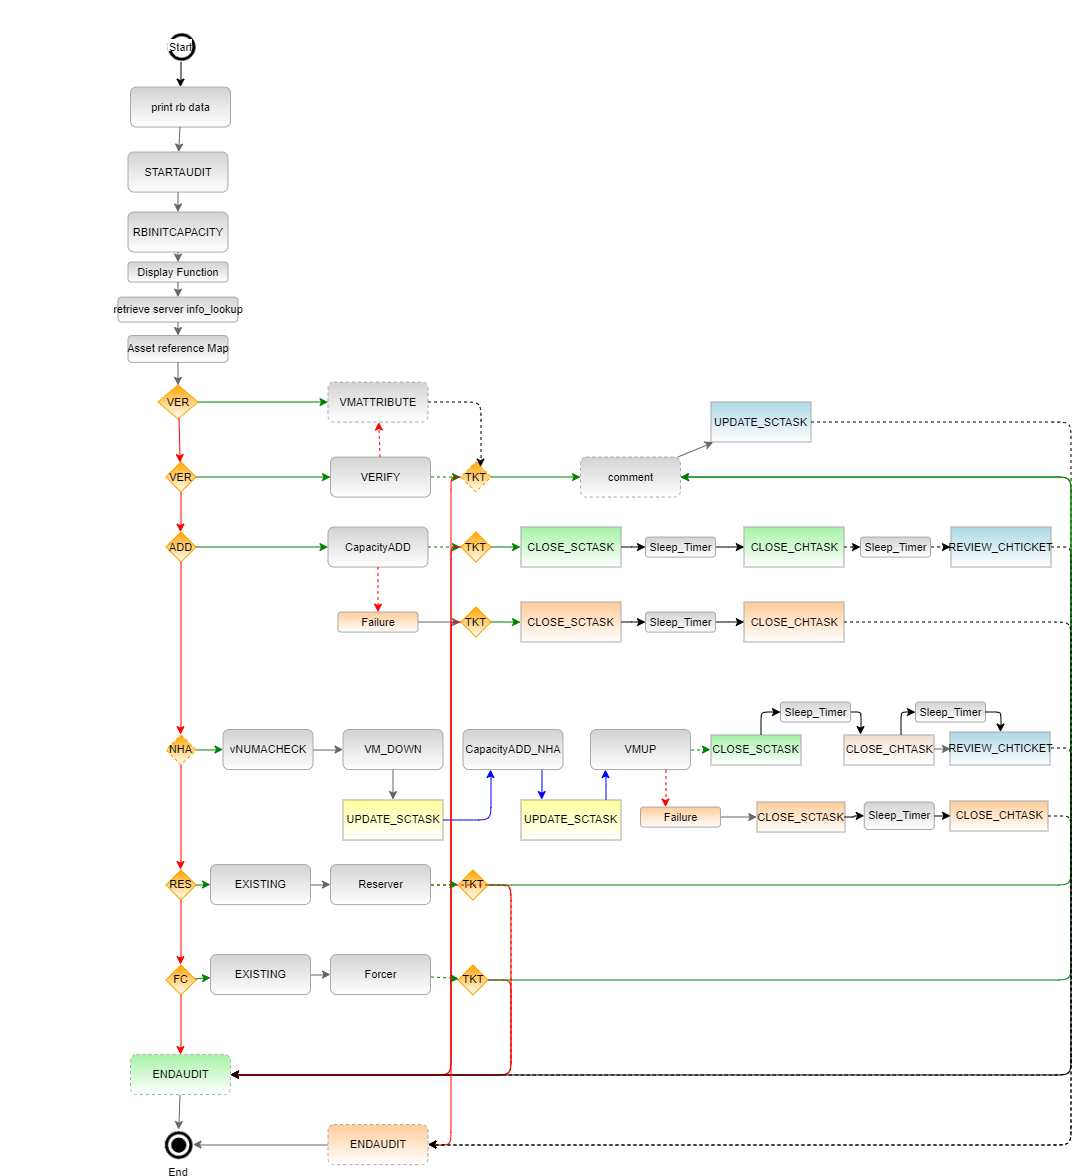 Start
print rb data
STARTAUDIT
RBINITCAPACITY
Display Function
retrieve server info_lookup
Asset reference Map
VER
VMATTRIBUTE
UPDATE_SCTASK
VER
VERIFY
TKT
comment
ADD
CapacityADD
TKT
CLOSE_SCTASK
Sleep_Timer
CLOSE_CHTASK
Sleep_Timer
REVIEW_CHTICKET
Failure
TKT
CLOSE_SCTASK
Sleep_Timer
CLOSE_CHTASK
Sleep_Timer
Sleep_Timer
NHA
vNUMACHECK
VM_DOWN
CapacityADD_NHA
VMUP
CLOSE_SCTASK
CLOSE_CHTASK
REVIEW_CHTICKET
UPDATE_SCTASK
UPDATE_SCTASK
Failure
CLOSE_SCTASK
Sleep_Timer
CLOSE_CHTASK
RES
EXISTING
Reserver
TKT
FC
EXISTING
Forcer
TKT
ENDAUDIT
ENDAUDIT
End